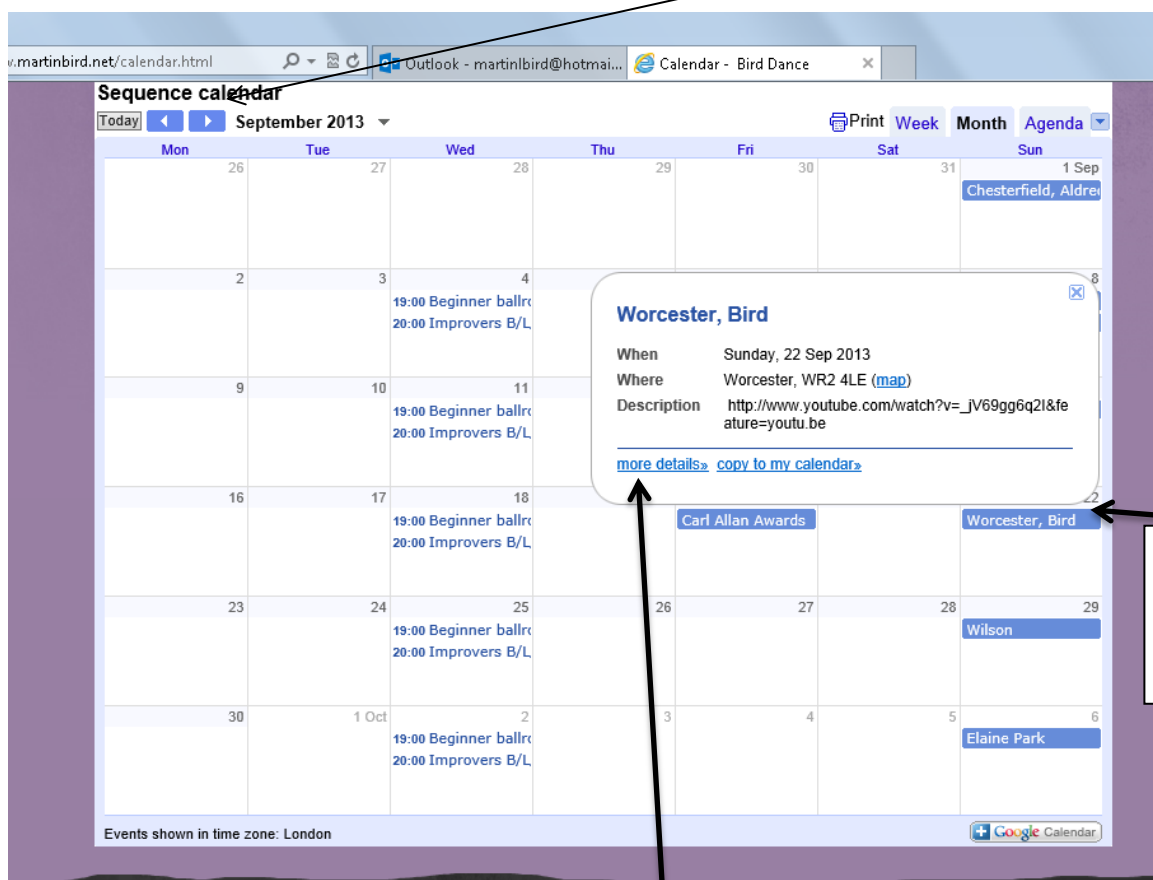 .martinbird.net/calendar.html Outlook - martinlbird@hotmai... Calendar - Bird Dance
Sequence calendar
Today September 2013 Print Week Month Agenda
Mon Tue Wed Thu Fri Sat Sun
26 27 28 29 30 31 1 Sep
Chesterfield, Aldre
2 3 4 8
19:00 Beginner ballro
20:00 Improvers B/L
Worcester, Bird
When Sunday, 22 Sep 2013
Where Worcester, WR2 4LE (map)
Description http://www.youtube.com/watch?v=_jV69gg6q2I&fe
ature=youtu.be
more details» copy to my calendar»
9 10 11
19:00 Beginner ballro
20:00 Improvers B/L
16 17 18 22
19:00 Beginner ballro Carl Allan Awards Worcester, Bird
20:00 Improvers B/L
23 24 25 26 27 28 29
19:00 Beginner ballro Wilson
20:00 Improvers B/L
30 1 Oct 2 3 4 5 6
19:00 Beginner ballro Elaine Park
20:00 Improvers B/L
Events shown in time zone: London Google Calendar